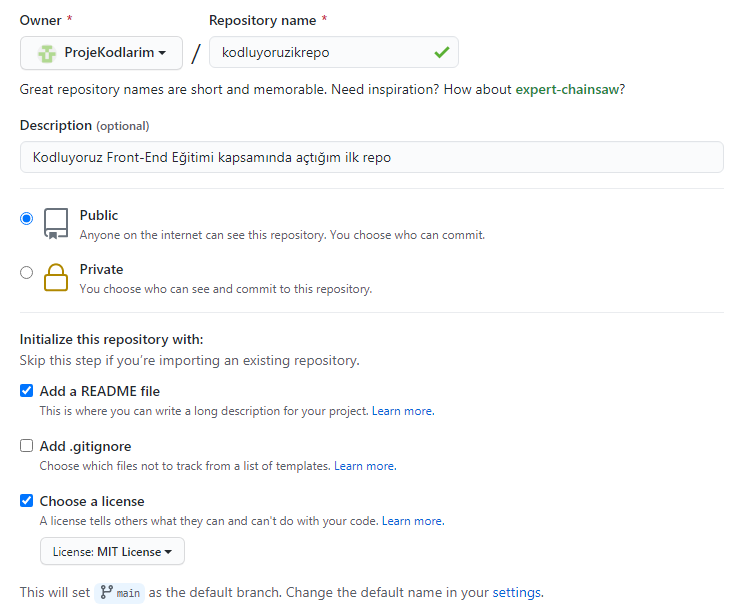 Owner * Repository name *
ProjeKodlarim / kodluyoruzikrepo
Great repository names are short and memorable. Need inspiration? How about expert-chainsaw?
Description (optional)
Kodluyoruz Front-End Eğitimi kapsamında açtığım ilk repo
Public
Anyone on the internet can see this repository. You choose who can commit.
Private
You choose who can see and commit to this repository.
Initialize this repository with:
Skip this step if you're importing an existing repository.
Add a README file
This is where you can write a long description for your project. Learn more.
Add .gitignore
Choose which files not to track from a list of templates. Learn more.
Choose a license
A license tells others what they can and can't do with your code. Learn more.
License: MIT License
This will set main as the default branch. Change the default name in your settings.